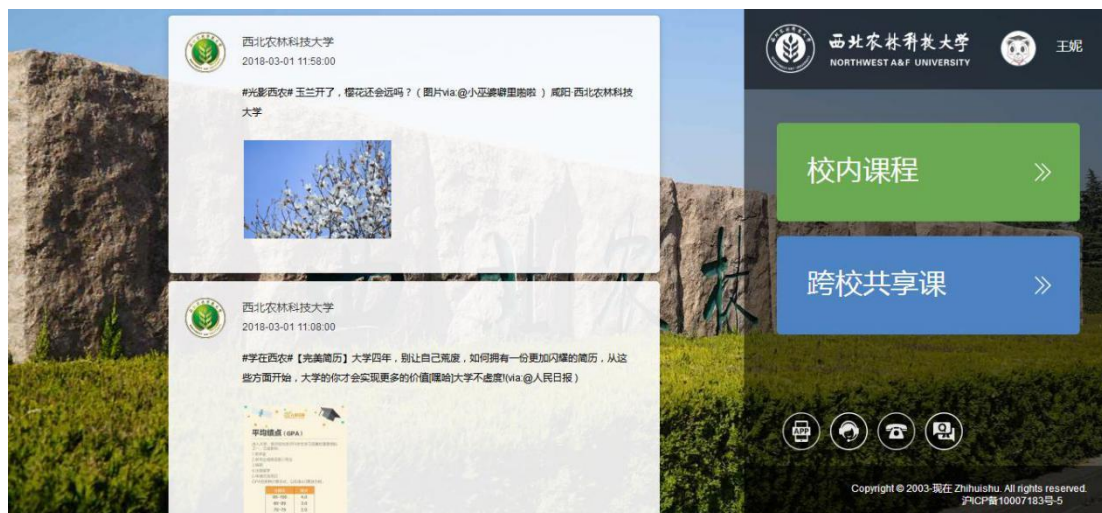 西北农林科技大学
2018-03-01 11:58:00
#光影西农# 玉兰开了，樱花还会远吗？( 图片via:@小巫婆噼里啪啦 ） 咸阳·西北农林科技
大学
西北农林科技大学
2018-03-01 11:08:00
#学在西农#【完美简历】大学四年，别让自己荒废，如何拥有一份更加闪耀的简历，从这
些方面开始，大学的你才会实现更多的价值[嘿哈]大学不虚度!(via:@人民日报 )
平均绩点 ( GPA )
西北农林科技大学
NORTHWEST A&F UNIVERSITY
王妮
校内课程
跨校共享课
APP
Copyright © 2003-现在 Zhihuishu. All rights reserved.
沪ICP备10007183号-5
农林